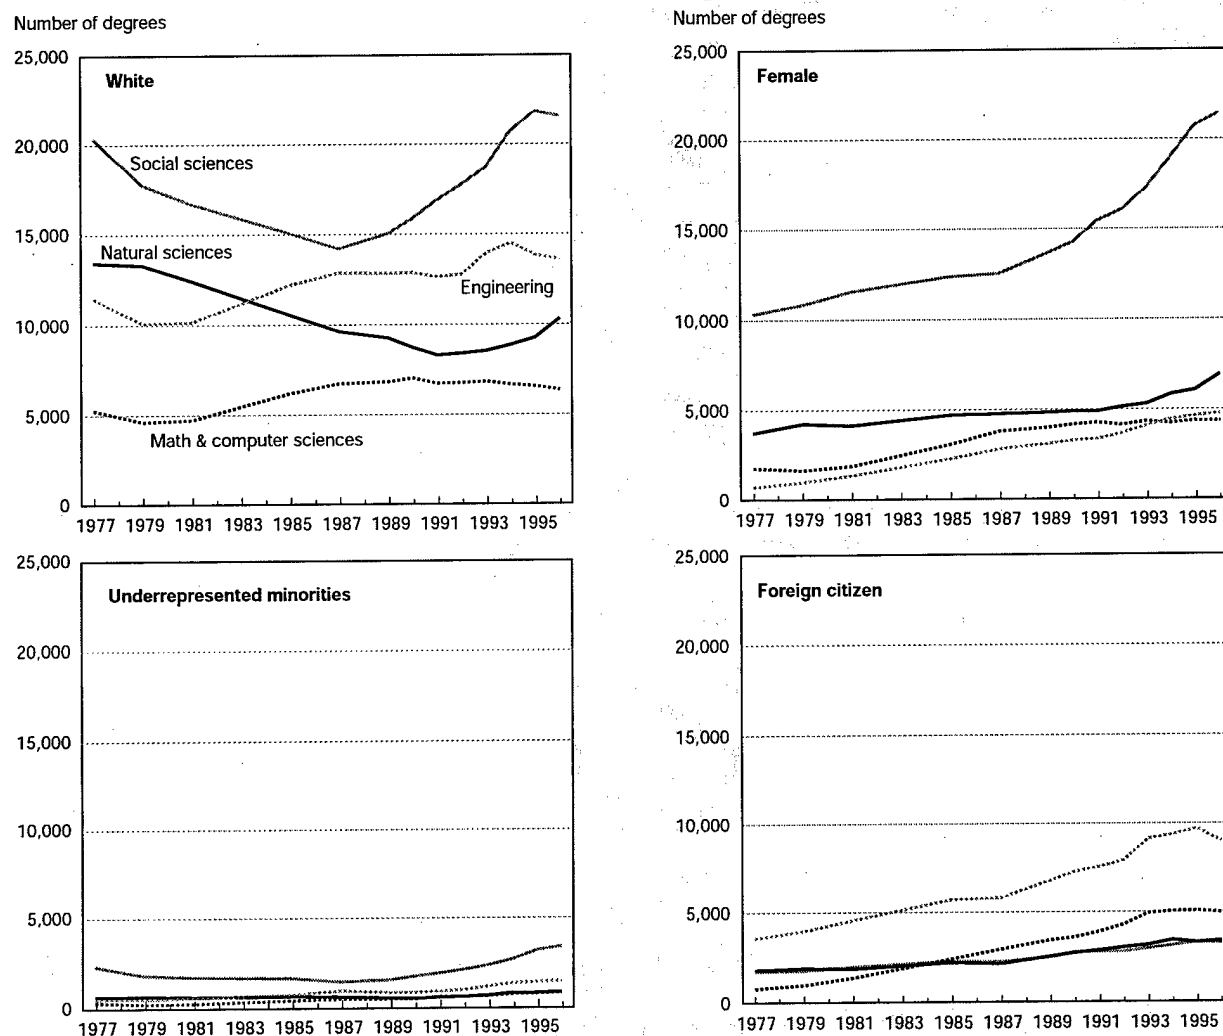 Number of degrees
25,000
White
20,000
Social sciences
15,000
Natural sciences
Engineering
10,000
5,000
Math & computer sciences
0
1977 1979 1981 1983 1985 1987 1989 1991 1993 1995
Number of degrees
25,000
Female
20,000
15,000
10,000
5,000
0
1977 1979 1981 1983 1985 1987 1989 1991 1993 1995
25,000
Underrepresented minorities
20,000
15,000
10,000
5,000
0
1977 1979 1981 1983 1985 1987 1989 1991 1993 1995
25,000
Foreign citizen
20,000
15,000
10,000
5,000
0
1977 1979 1981 1983 1985 1987 1989 1991 1993 1995